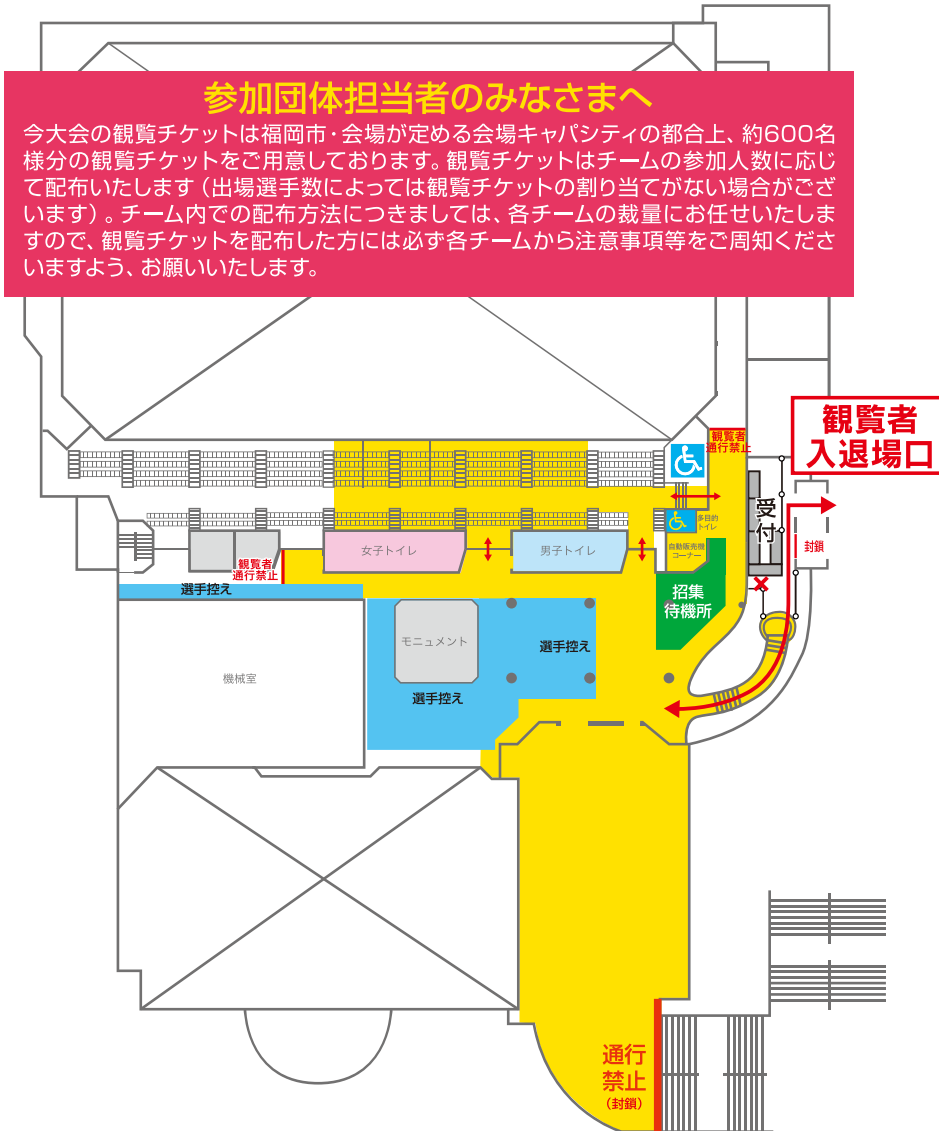 参加団体担当者のみなさまへ
今大会の観覧チケットは福岡市・会場が定める会場キャパシティの都合上、約600名
様分の観覧チケットをご用意しております。観覧チケットはチームの参加人数に応じ
て配布いたします（出場選手数によっては観覧チケットの割り当てがない場合がござ
います）。チーム内での配布方法につきましては、各チームの裁量にお任せいたしま
すので、観覧チケットを配布した方には必ず各チームから注意事項等をご周知くださ
いますよう、お願いいたします。
観覧者
入退場口
観覧者
通行禁止
受付
多目的
トイレ
封鎖
自動販売機
コーナー
女子トイレ
男子トイレ
観覧者
通行禁止
選手控え
招集
待機所
モニュメント
選手控え
機械室
選手控え
通行
禁止
（封鎖）